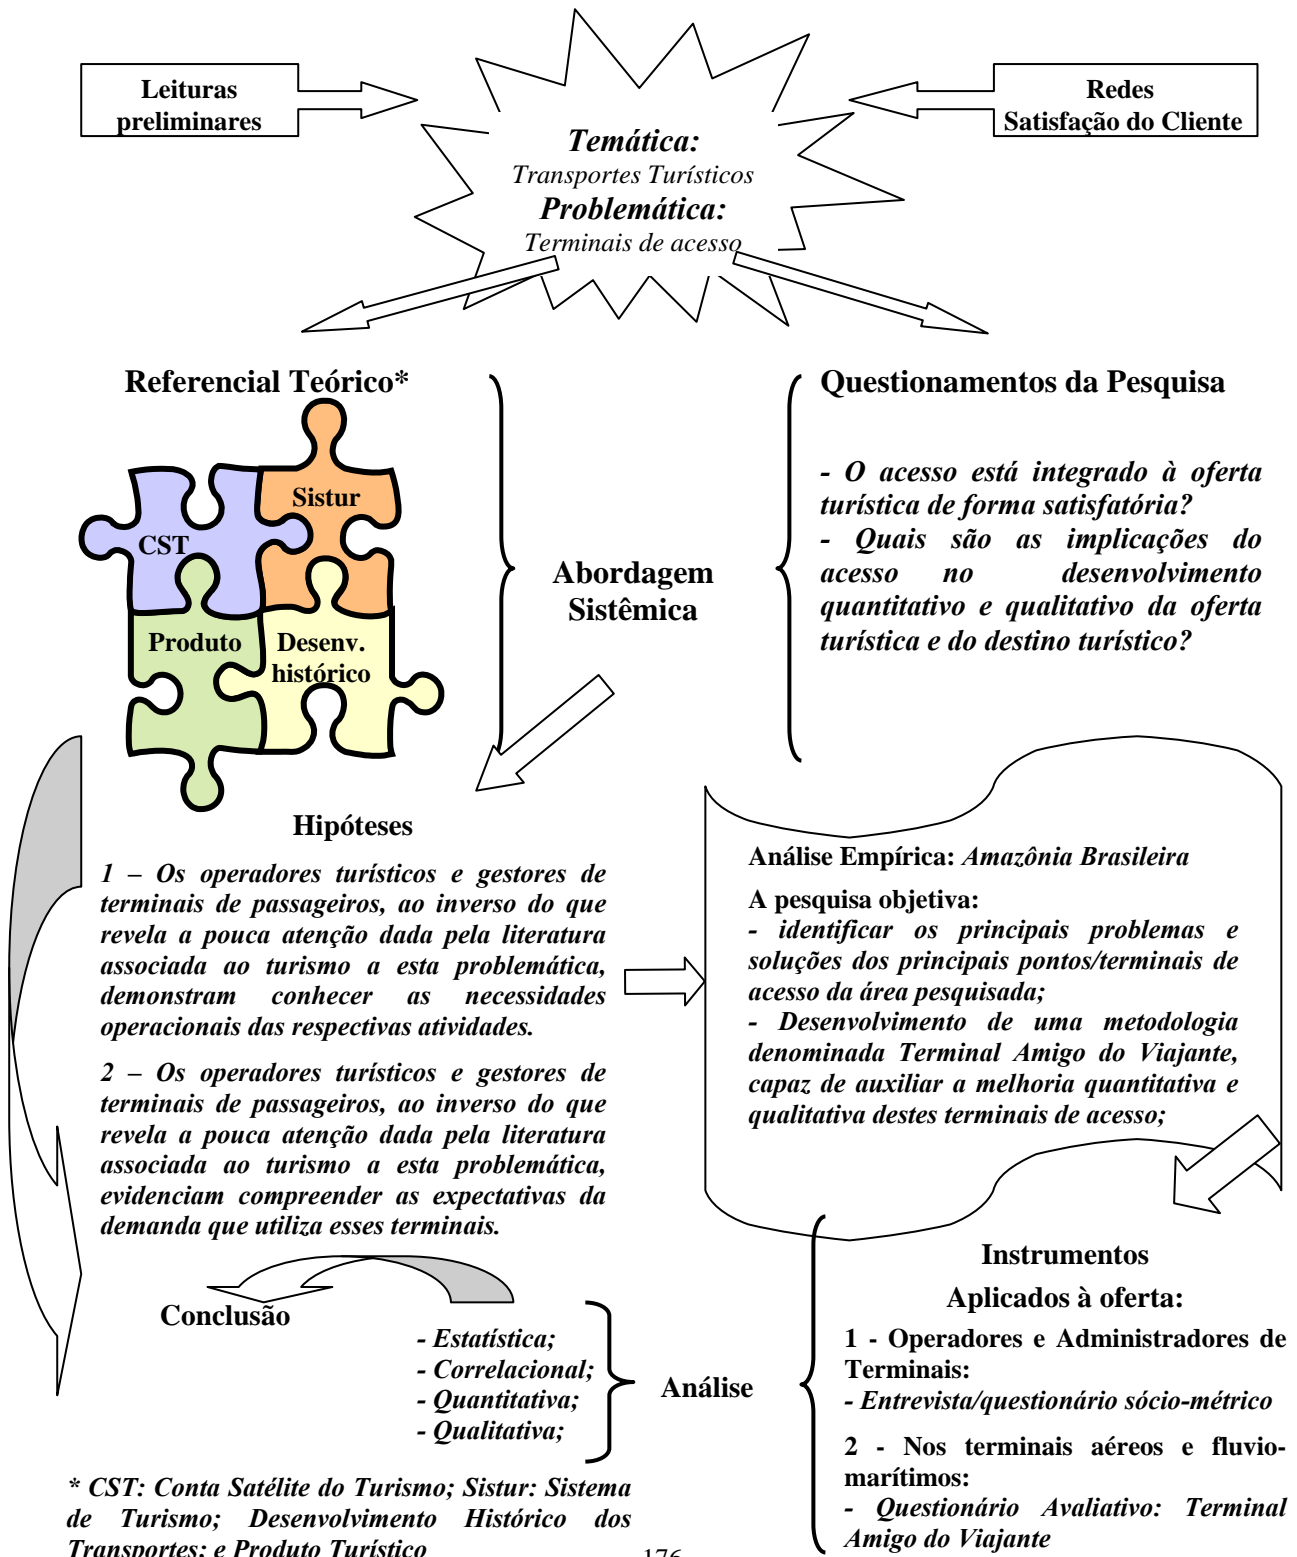 Leituras
preliminares
Redes
Satisfação do Cliente
Temática:
Transportes Turísticos
Problemática:
Terminais de acesso
Referencial Teórico*
Sistur
CST
Produto
Desenv.
histórico
Abordagem
Sistêmica
Questionamentos da Pesquisa
- O acesso está integrado à oferta
turística de forma satisfatória?
- Quais são as implicações do
acesso no desenvolvimento
quantitativo e qualitativo da oferta
turística e do destino turístico?
Hipóteses
1 – Os operadores turísticos e gestores de
terminais de passageiros, ao inverso do que
revela a pouca atenção dada pela literatura
associada ao turismo a esta problemática,
demonstram conhecer as necessidades
operacionais das respectivas atividades.
2 – Os operadores turísticos e gestores de
terminais de passageiros, ao inverso do que
revela a pouca atenção dada pela literatura
associada ao turismo a esta problemática,
evidenciam compreender as expectativas da
demanda que utiliza esses terminais.
Análise Empírica: Amazônia Brasileira
A pesquisa objetiva:
- identificar os principais problemas e
soluções dos principais pontos/terminais de
acesso da área pesquisada;
- Desenvolvimento de uma metodologia
denominada Terminal Amigo do Viajante,
capaz de auxiliar a melhoria quantitativa e
qualitativa destes terminais de acesso;
Instrumentos
Aplicados à oferta:
1 - Operadores e Administradores de
Terminais:
- Entrevista/questionário sócio-métrico
2 - Nos terminais aéreos e fluvio-
marítimos:
- Questionário Avaliativo: Terminal
Amigo do Viajante
Análise
- Estatística;
- Correlacional;
- Quantitativa;
- Qualitativa;
Conclusão
* CST: Conta Satélite do Turismo; Sistur: Sistema
de Turismo; Desenvolvimento Histórico dos
Transportes; e Produto Turístico
176